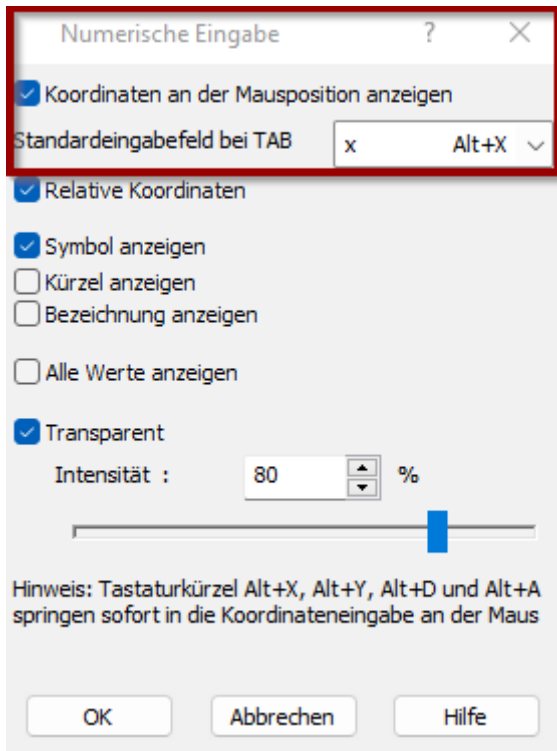 Numerische Eingabe ?
Koordinaten an der Mausposition anzeigen
Standardeingabefeld bei TAB x Alt+X
Relative Koordinaten
Symbol anzeigen
Kürzel anzeigen
Bezeichnung anzeigen
Alle Werte anzeigen
Transparent
Intensität : 80 %
Hinweis: Tastaturkürzel Alt+X, Alt+Y, Alt+D und Alt+A
springen sofort in die Koordinateneingabe an der Maus
OK Abbrechen Hilfe